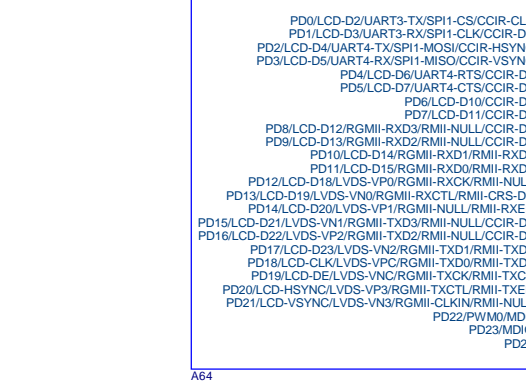 PD0/LCD-D2/UART3-TX/SPI1-CS/CCIR-CL
PD1/LCD-D3/UART3-RX/SPI1-CLK/CCIR-D
PD2/LCD-D4/UART4-TX/SPI1-MOSI/CCIR-HSYN
PD3/LCD-D5/UART4-RX/SPI1-MISO/CCIR-VSYN
PD4/LCD-D6/UART4-RTS/CCIR-D
PD5/LCD-D7/UART4-CTS/CCIR-D
PD6/LCD-D10/CCIR-D
PD7/LCD-D11/CCIR-D
PD8/LCD-D12/RGMII-RXD3/RMII-NULL/CCIR-D
PD9/LCD-D13/RGMII-RXD2/RMII-NULL/CCIR-D
PD10/LCD-D14/RGMII-RXD1/RMII-RXD
PD11/LCD-D15/RGMII-RXD0/RMII-RXD
PD12/LCD-D18/LVDS-VP0/RGMII-RXCK/RMII-NUL
PD13/LCD-D19/LVDS-VN0/RGMII-RXCTL/RMII-CRS-D
PD14/LCD-D20/LVDS-VP1/RGMII-NULL/RMII-RXE
PD15/LCD-D21/LVDS-VN1/RGMII-TXD3/RMII-NULL/CCIR-D
PD16/LCD-D22/LVDS-VP2/RGMII-TXD2/RMII-NULL/CCIR-D
PD17/LCD-D23/LVDS-VN2/RGMII-TXD1/RMII-TXD
PD18/LCD-CLK/LVDS-VPC/RGMII-TXD0/RMII-TXD
PD19/LCD-DE/LVDS-VNC/RGMII-TXCK/RMII-TXC
PD20/LCD-HSYNC/LVDS-VP3/RGMII-TXCTL/RMII-TXE
PD21/LCD-VSYNC/LVDS-VN3/RGMII-CLKIN/RMII-NUL
PD22/PWM0/MD
PD23/MDI
PD2
A64